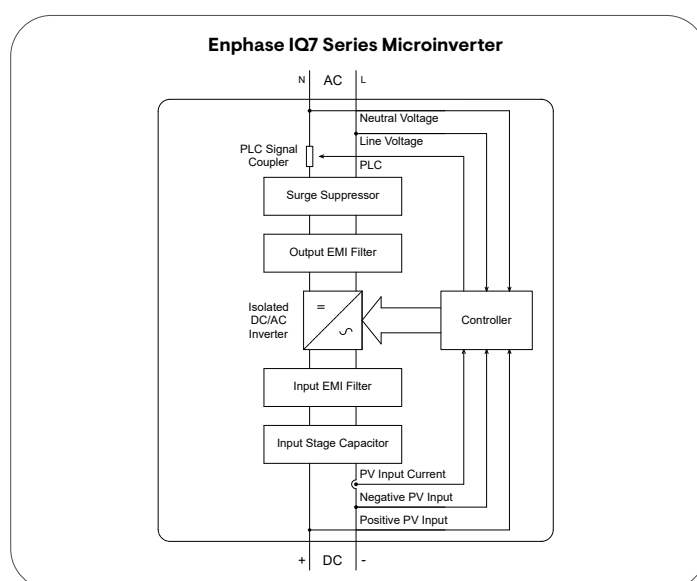 Enphase IQ7 Series Microinverter
N AC L
Neutral Voltage
Line Voltage
PLC Signal
Coupler
PLC
Surge Suppressor
Output EMI Filter
Isolated
DC/AC
Inverter
=
Controller
Input EMI Filter
Input Stage Capacitor
PV Input Current
Negative PV Input
Positive PV Input
+ DC -